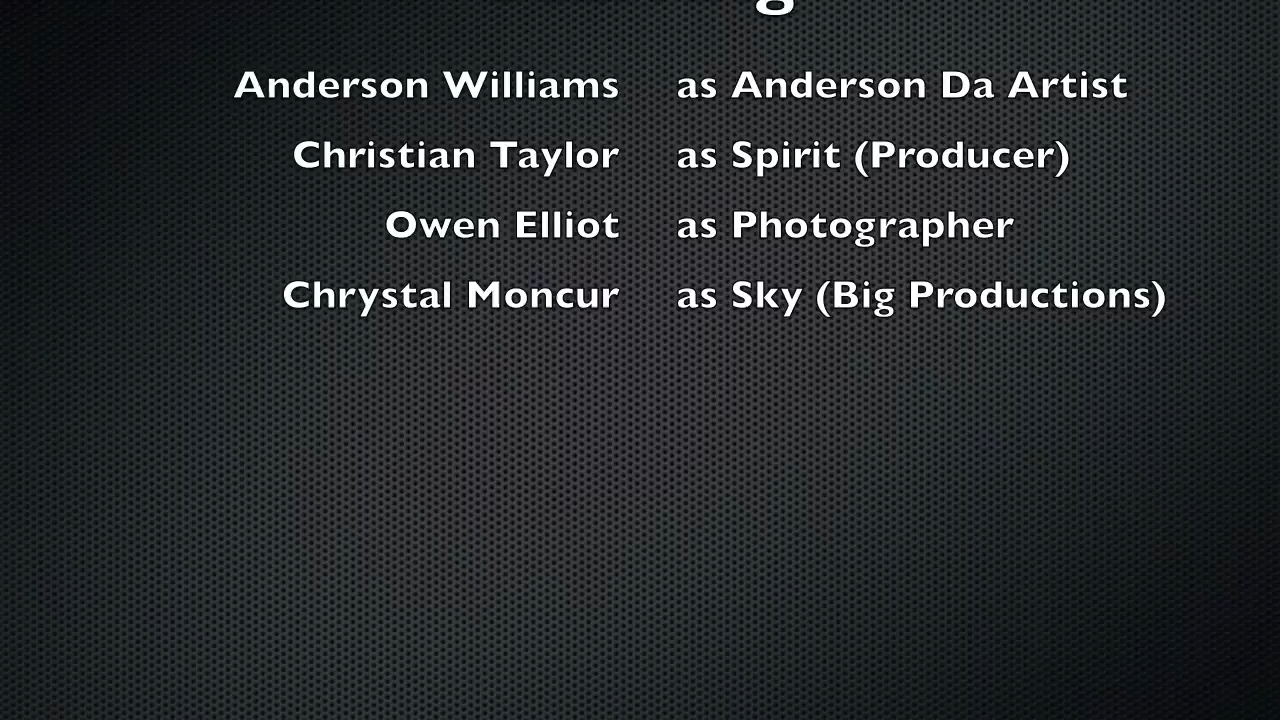 Anderson Williams as Anderson Da Artist
Christian Taylor as Spirit (Producer)
Owen Elliot as Photographer
Chrystal Moncur as Sky (Big Productions)